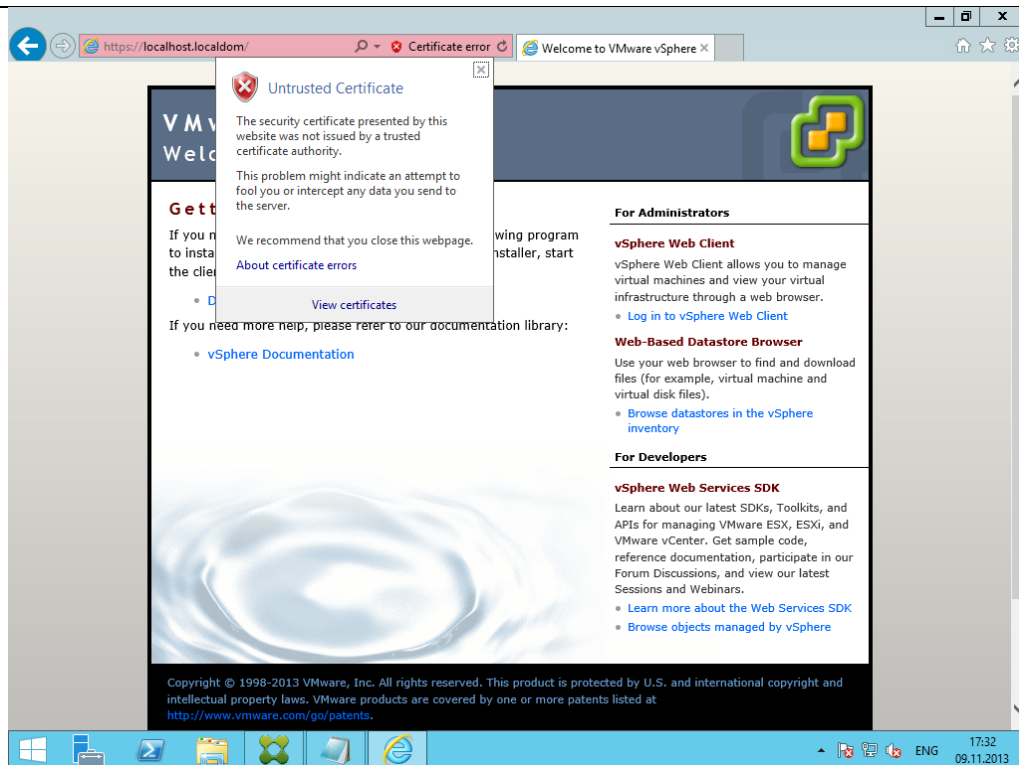 https://localhost.localdom/
Certificate error
Welcome to VMware vSphere
Untrusted Certificate
The security certificate presented by this
website was not issued by a trusted
certificate authority.
This problem might indicate an attempt to
fool you or intercept any data you send to
the server.
We recommend that you close this webpage.
About certificate errors
View certificates
V M
Welc
Gett
If you n
wing program
to insta
nstaller, start
the clie
D
If you need more help, please refer to our documentation library:
vSphere Documentation
For Administrators
vSphere Web Client
vSphere Web Client allows you to manage
virtual machines and view your virtual
infrastructure through a web browser.
Log in to vSphere Web Client
Web-Based Datastore Browser
Use your web browser to find and download
files (for example, virtual machine and
virtual disk files).
Browse datastores in the vSphere
inventory
For Developers
vSphere Web Services SDK
Learn about our latest SDKs, Toolkits, and
APIs for managing VMware ESX, ESXi, and
VMware vCenter. Get sample code,
reference documentation, participate in our
Forum Discussions, and view our latest
Sessions and Webinars.
Learn more about the Web Services SDK
Browse objects managed by vSphere
Copyright © 1998-2013 VMware, Inc. All rights reserved. This product is protected by U.S. and international copyright and
intellectual property laws. VMware products are covered by one or more patents listed at
http://www.vmware.com/go/patents.
ENG
17:32
09.11.2013